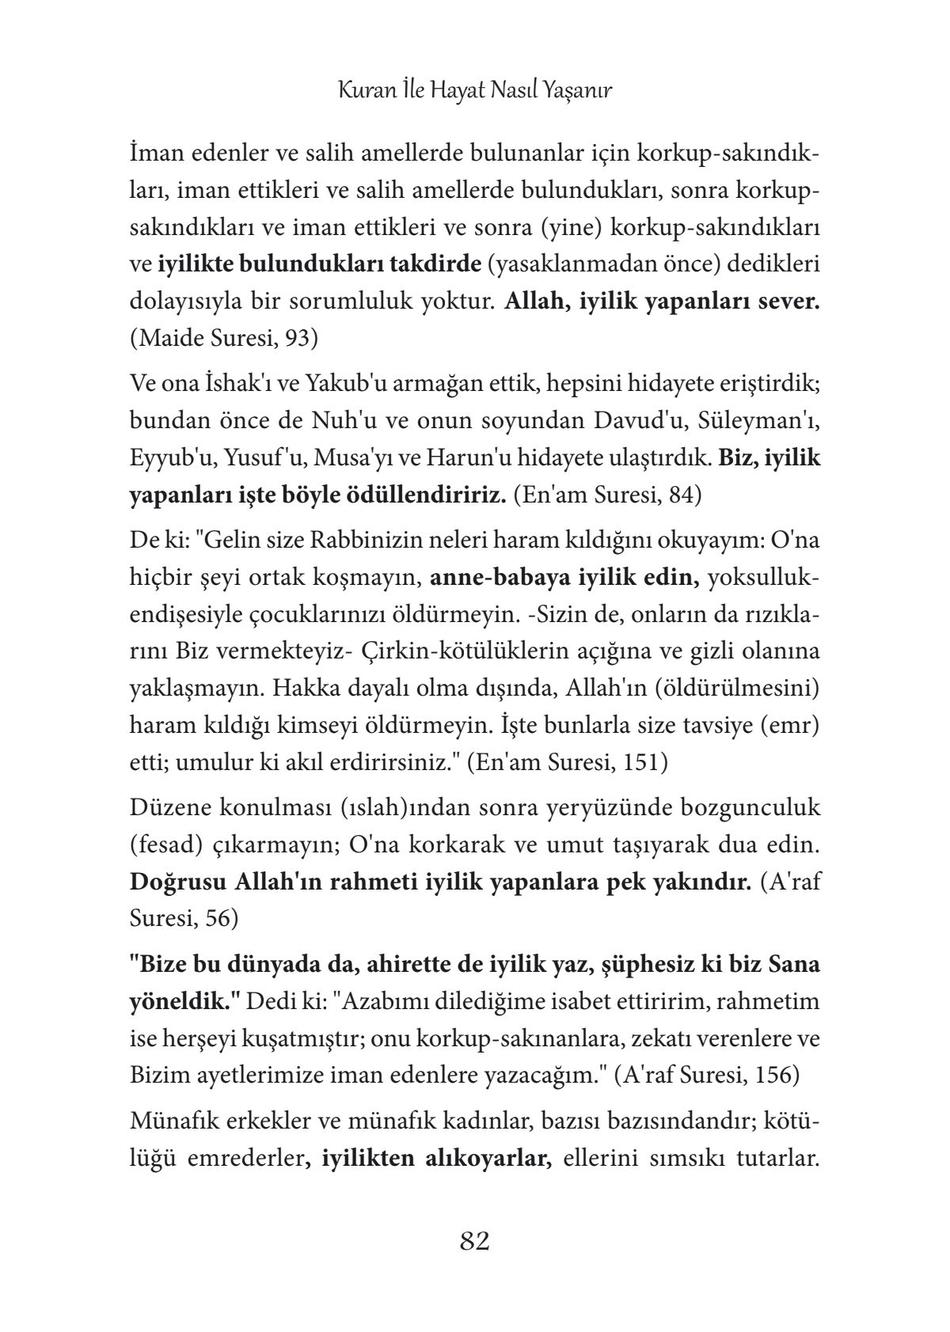 Kuran İle Hayat Nasıl Yaşanır
İman edenler ve salih amellerde bulunanlar için korkup-sakındık-
ları, iman ettikleri ve salih amellerde bulundukları, sonra korkup-
sakındıkları ve iman ettikleri ve sonra (yine) korkup-sakındıkları
ve iyilikte bulundukları takdirde (yasaklanmadan önce) dedikleri
dolayısıyla bir sorumluluk yoktur. Allah, iyilik yapanları sever.
(Maide Suresi, 93)
Ve ona İshak'ı ve Yakub'u armağan ettik, hepsini hidayete eriştirdik;
bundan önce de Nuh'u ve onun soyundan Davud'u, Süleyman'ı,
Eyyub'u, Yusuf'u, Musa'yı ve Harun'u hidayete ulaştırdık. Biz, iyilik
yapanları işte böyle ödüllendiririz. (En'am Suresi, 84)
De ki: "Gelin size Rabbinizin neleri haram kıldığını okuyayım: O'na
hiçbir şeyi ortak koşmayın, anne-babaya iyilik edin, yoksulluk-
endişesiyle çocuklarınızı öldürmeyin. -Sizin de, onların da rızıkla-
rını Biz vermekteyiz- Çirkin-kötülüklerin açığına ve gizli olanına
yaklaşmayın. Hakka dayalı olma dışında, Allah'ın (öldürülmesini)
haram kıldığı kimseyi öldürmeyin. İşte bunlarla size tavsiye (emr)
etti; umulur ki akıl erdirirsiniz." (En'am Suresi, 151)
Düzene konulması (ıslah)ından sonra yeryüzünde bozgunculuk
(fesad) çıkarmayın; O'na korkarak ve umut taşıyarak dua edin.
Doğrusu Allah'ın rahmeti iyilik yapanlara pek yakındır. (A'raf
Suresi, 56)
"Bize bu dünyada da, ahirette de iyilik yaz, şüphesiz ki biz Sana
yöneldik." Dedi ki: "Azabımı dilediğime isabet ettiririm, rahmetim
ise herşeyi kuşatmıştır; onu korkup-sakınanlara, zekatı verenlere ve
Bizim ayetlerimize iman edenlere yazacağım." (A'raf Suresi, 156)
Münafık erkekler ve münafık kadınlar, bazısı bazısındandır; kötü-
lüğü emrederler, iyilikten alıkoyarlar, ellerini sımsıkı tutarlar.
82